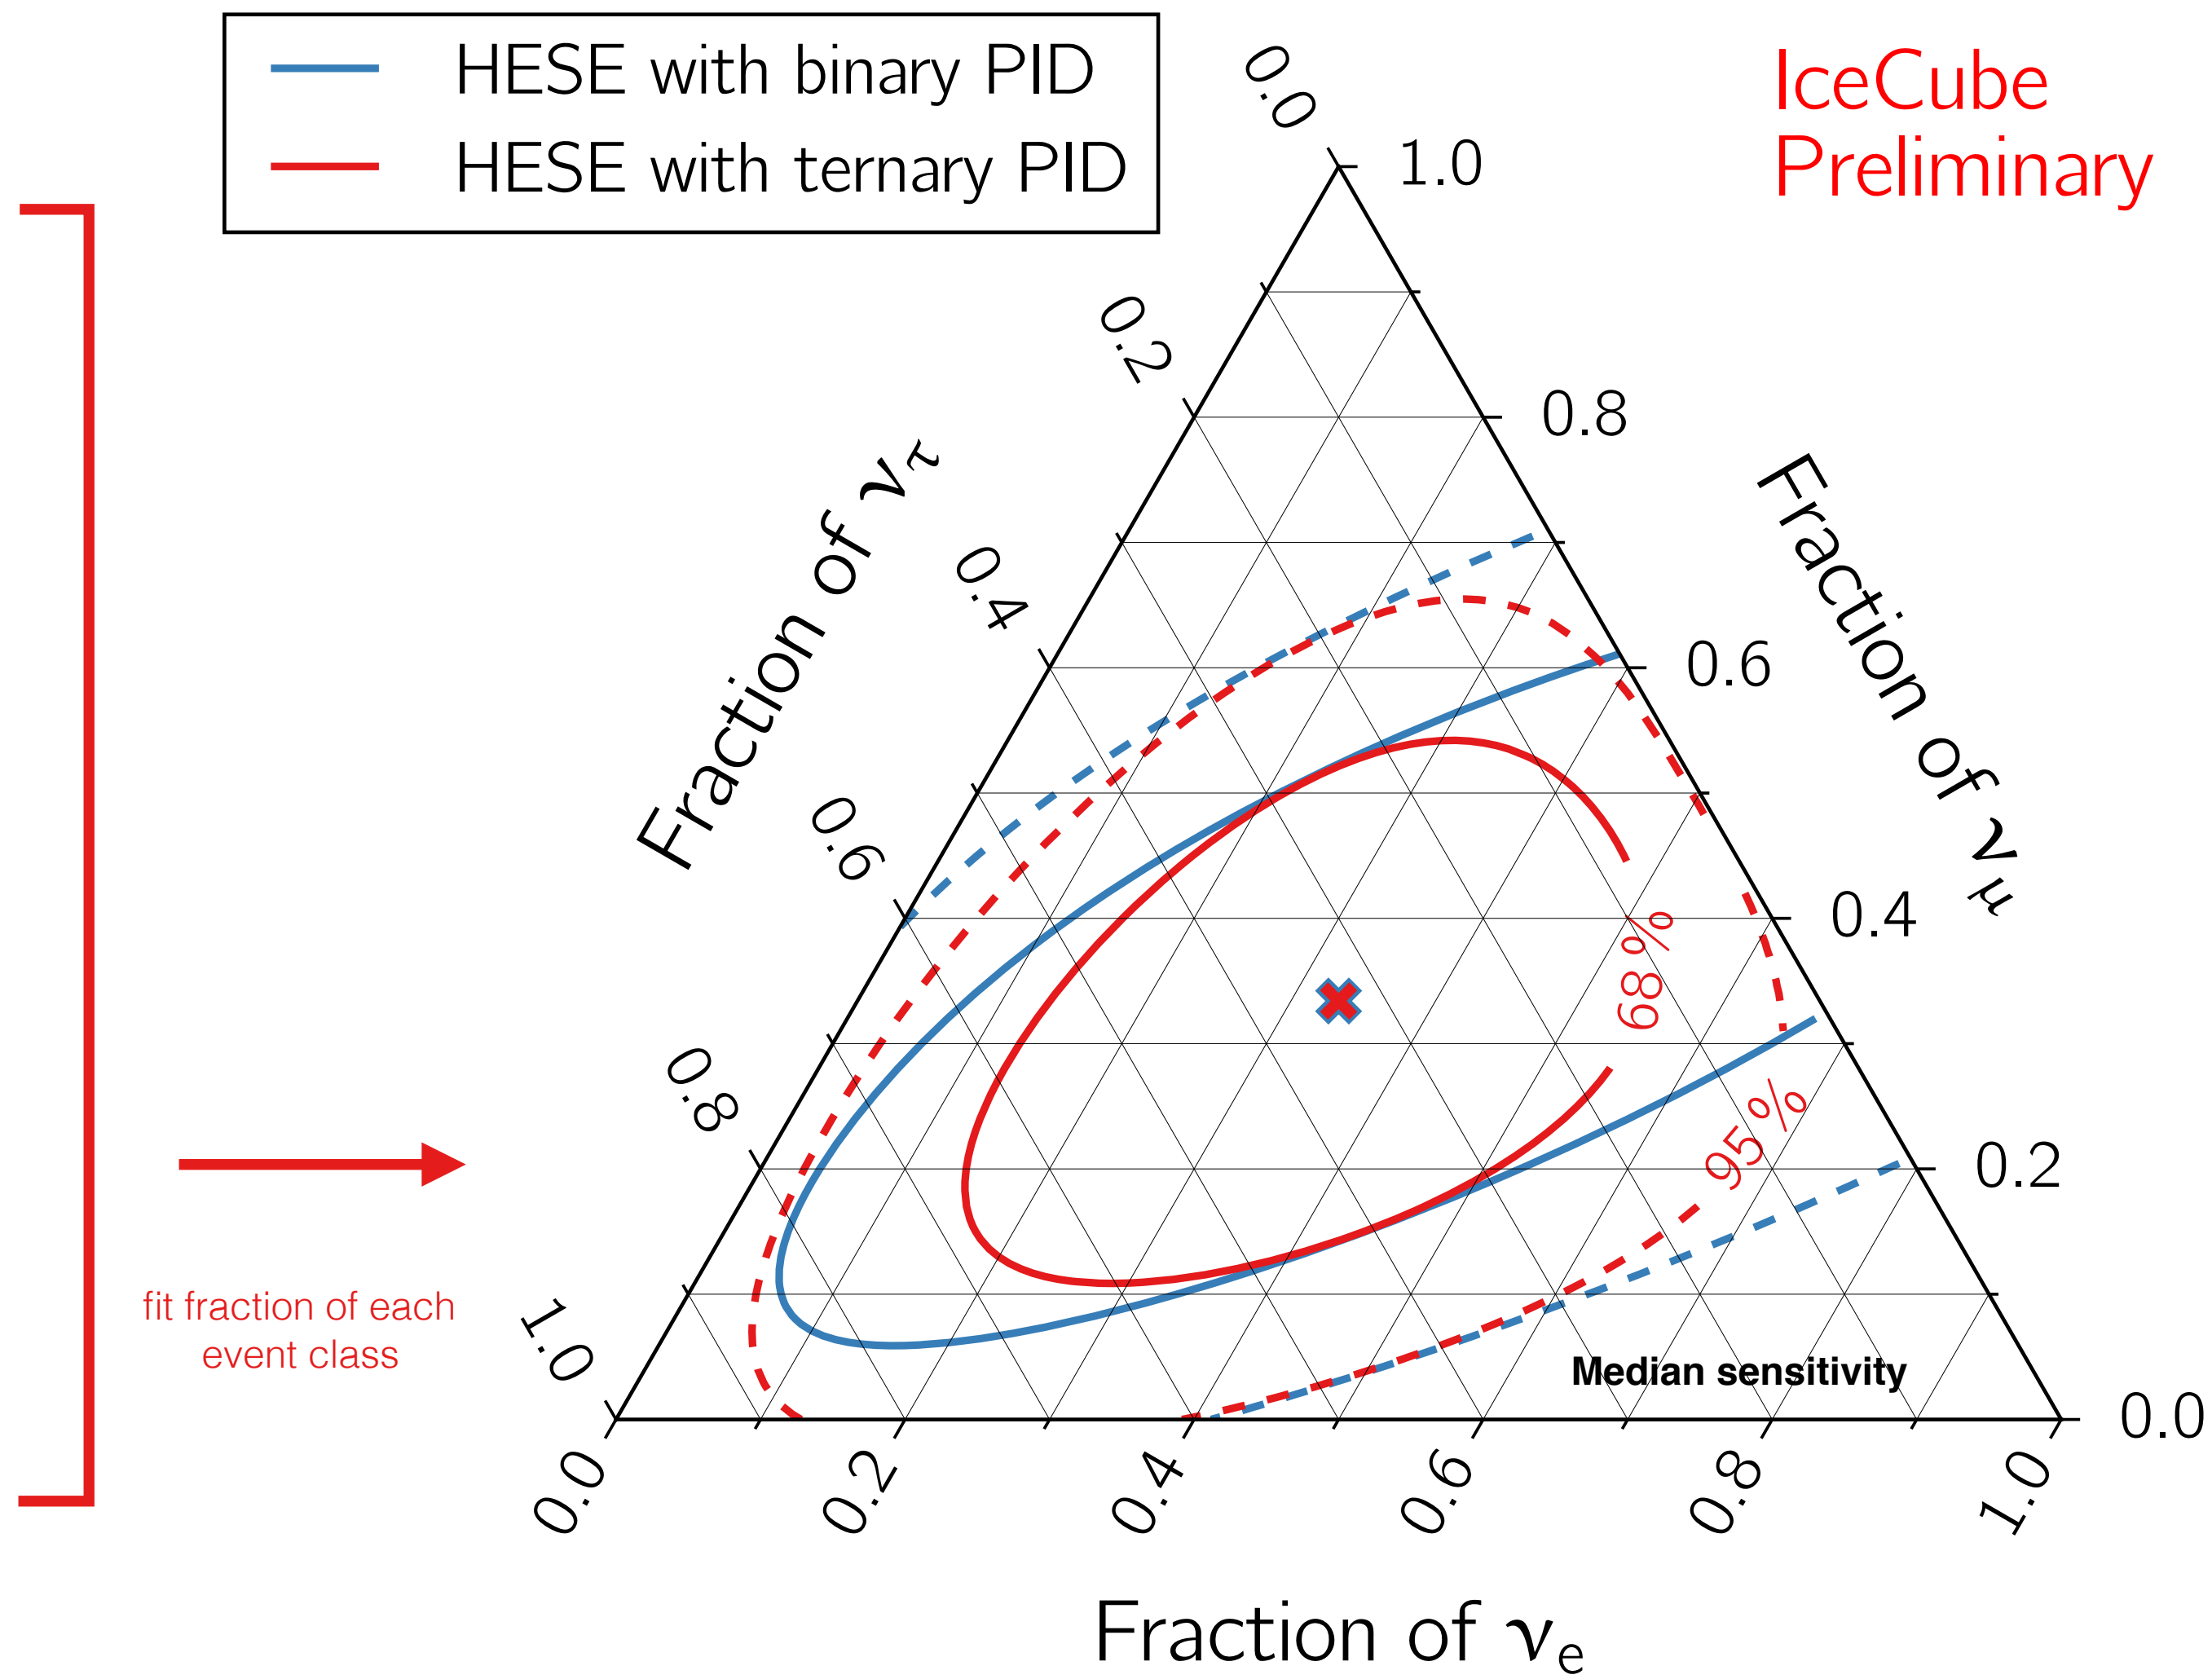 HESE with binary PID
HESE with ternary PID
IceCube
Preliminary
0.0
0.2
0.4
0.6
0.8
1.0
Fraction of ντ
1.0
0.8
0.6
0.4
0.2
0.0
Fraction of νμ
68%
95%
Median sensitivity
fit fraction of each
event class
0.0
0.2
0.4
0.6
0.8
1.0
Fraction of νe